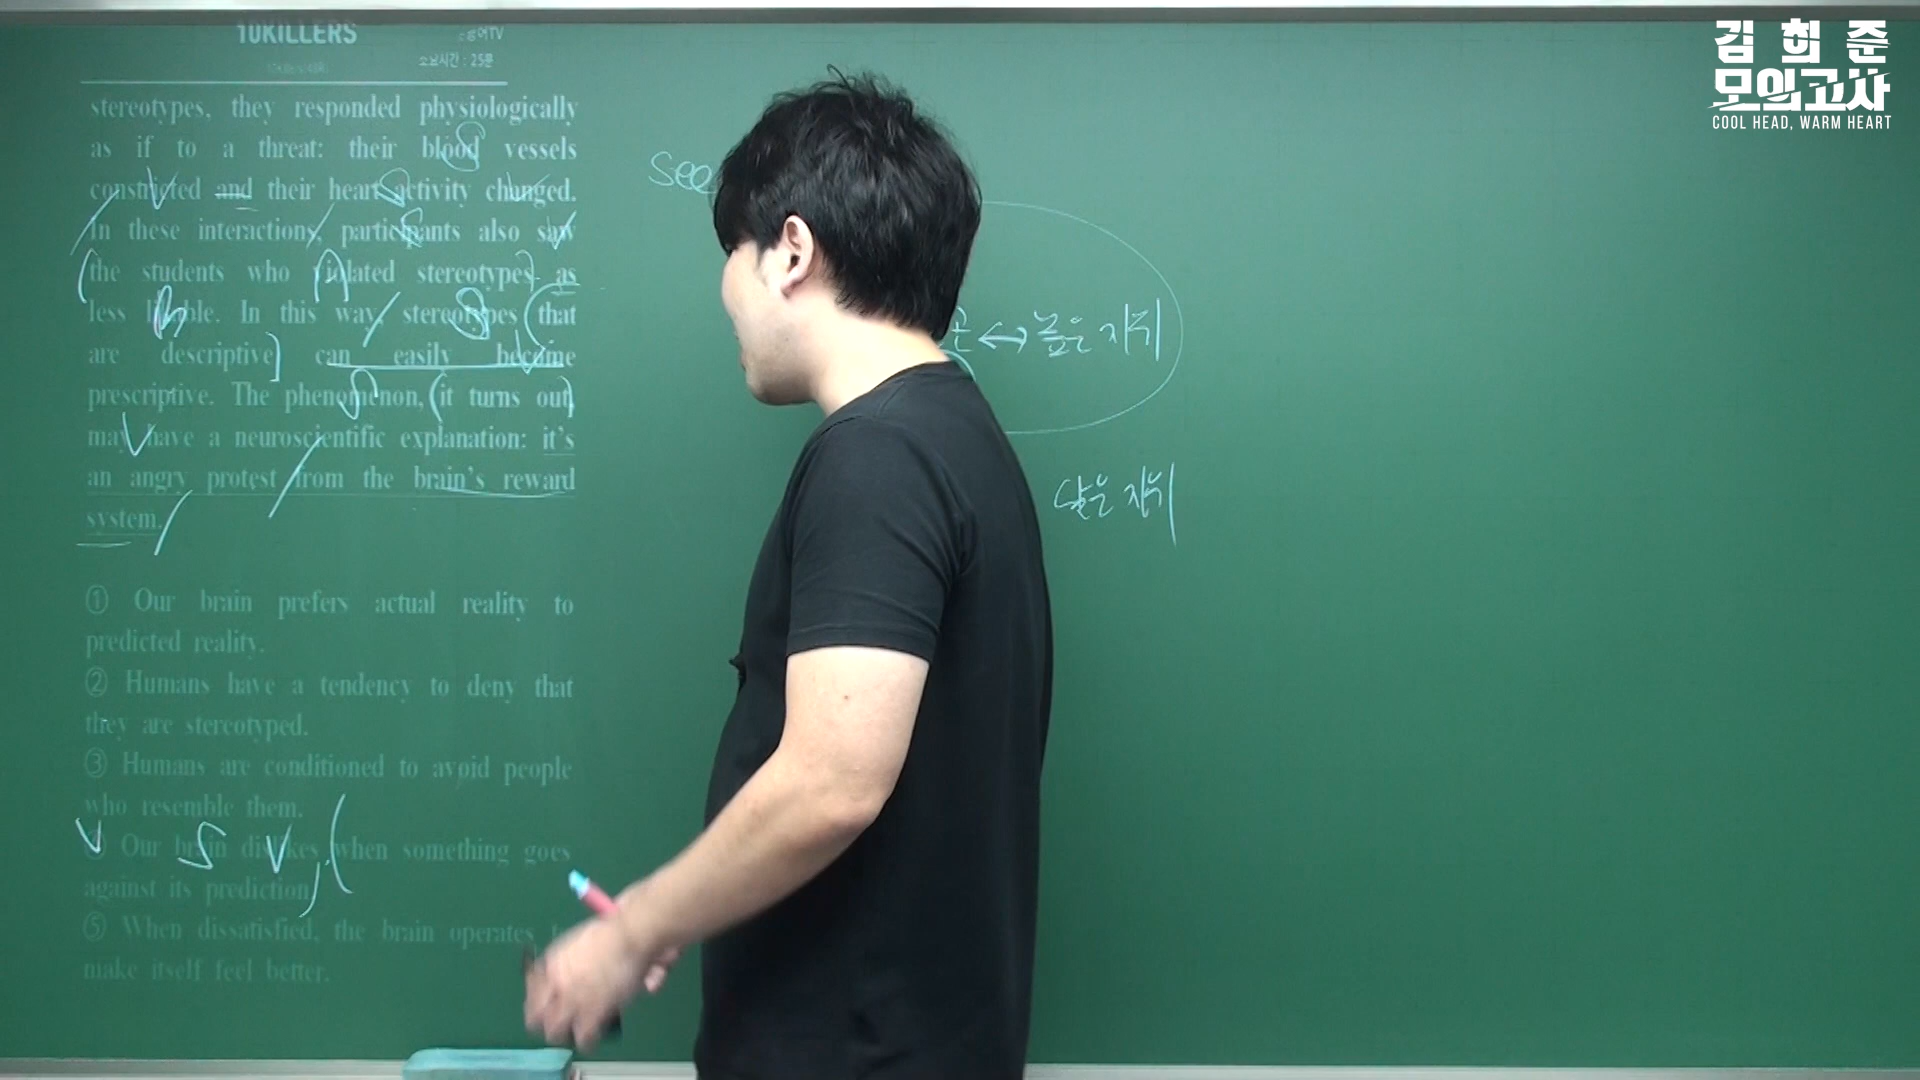 10KILLERS
소요시간 : 25분
stereotypes, they responded physiologically
as if to a threat: their blood vessels
constricted and their heart activity changed.
In these interactions, participants also saw
the students who violated stereotypes as
less likable. In this way, stereotypes that
are descriptive can easily become
prescriptive. The phenomenon, it turns out,
may have a neuroscientific explanation: it's
an angry protest from the brain's reward
system.
① Our brain prefers actual reality to
predicted reality.
② Humans have a tendency to deny that
they are stereotyped.
③ Humans are conditioned to avoid people
who resemble them.
Our brain dislikes when something goes
against its prediction.
⑤ When dissatisfied, the brain operates to
make itself feel better.
see
↔ 높은 지위
낮은 지위
김희준
모의고사
COOL HEAD, WARM HEART